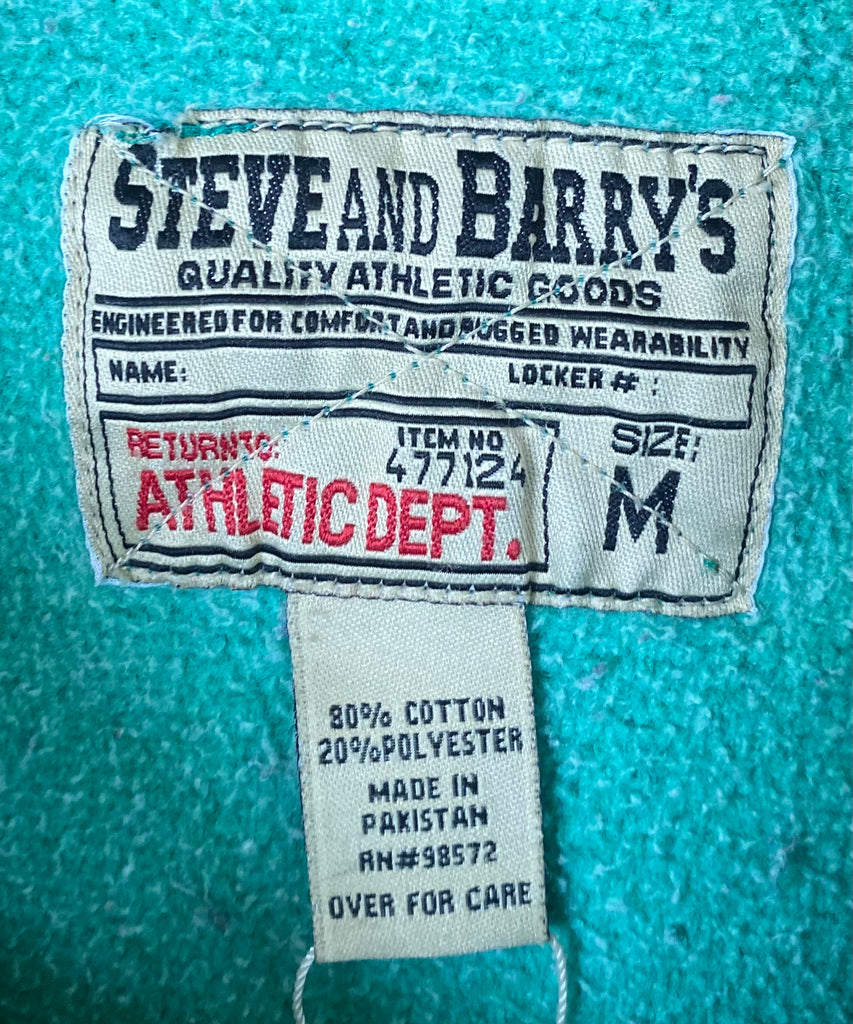 STEVE AND BARRY'S
QUALITY ATHLETIC GOODS
ENGINEERED FOR COMFORT AND RUGGED WEARABILITY
NAME: LOCKER # :
RETURN TO: ITEM NO SIZE:
477124
ATHLETIC DEPT. M
80% COTTON
20% POLYESTER
MADE IN
PAKISTAN
RN#98572
OVER FOR CARE